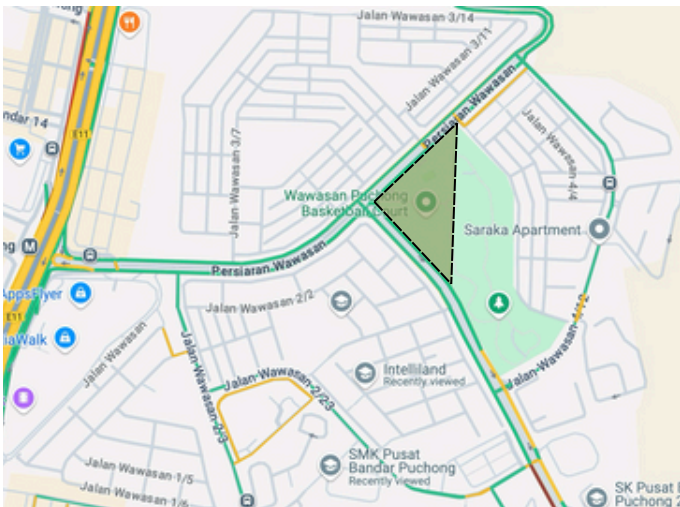 Jalan Wawasan 3/14
Jalan Wawasan 3/11
Persiaran Wawasan
ndar 14
E11
Jalan Wawasan 3/7
Jalan Wawasan 4/4
Wawasan Puchong
Basketball Court
Saraka Apartment
Persiaran Wawasan
AppsFlyer
Jalan Wawasan 2/2
E11
iaWalk
Jalan Wawasan
Jalan Wawasan 2/3
Jalan Wawasan 2/23
Intelliland
Recently viewed
Jalan Wawasan
SMK Pusat
Bandar Puchong
Recently viewed
Jalan Wawasan 1/5
Jalan Wawasan 1/6
SK Pusat
Puchong 2